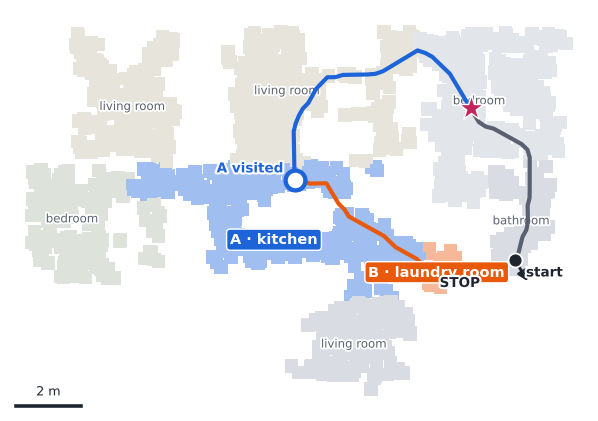 living room
living room
bedroom
A visited
bedroom
bathroom
A · kitchen
B · laundry room
start
STOP
living room
2 m